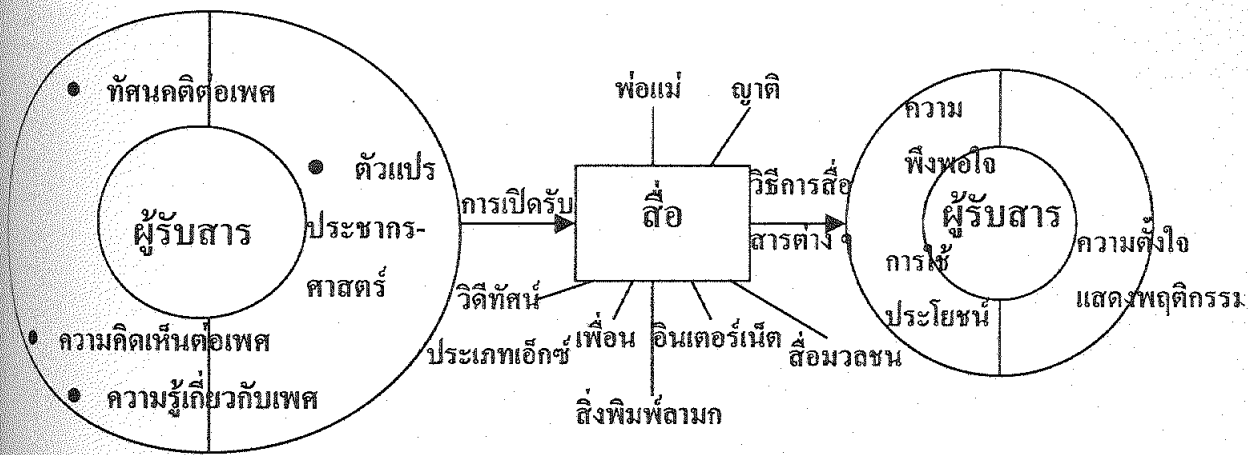 ทัศนคติต่อเพศ
ตัวแปร
ประชากร-
ศาสตร์
ผู้รับสาร
ความคิดเห็นต่อเพศ
ความรู้เกี่ยวกับเพศ
การเปิดรับ
พ่อแม่
ญาติ
สื่อ
วิดีทัศน์
ประเภทเอ็กซ์
เพื่อน
อินเตอร์เน็ต
สื่อมวลชน
สิ่งพิมพ์ลามก
วิธีการสื่อ
สารต่าง ๆ
ความ
พึงพอใจ
ผู้รับสาร
การใช้
ประโยชน์
ความตั้งใจ
แสดงพฤติกรรม